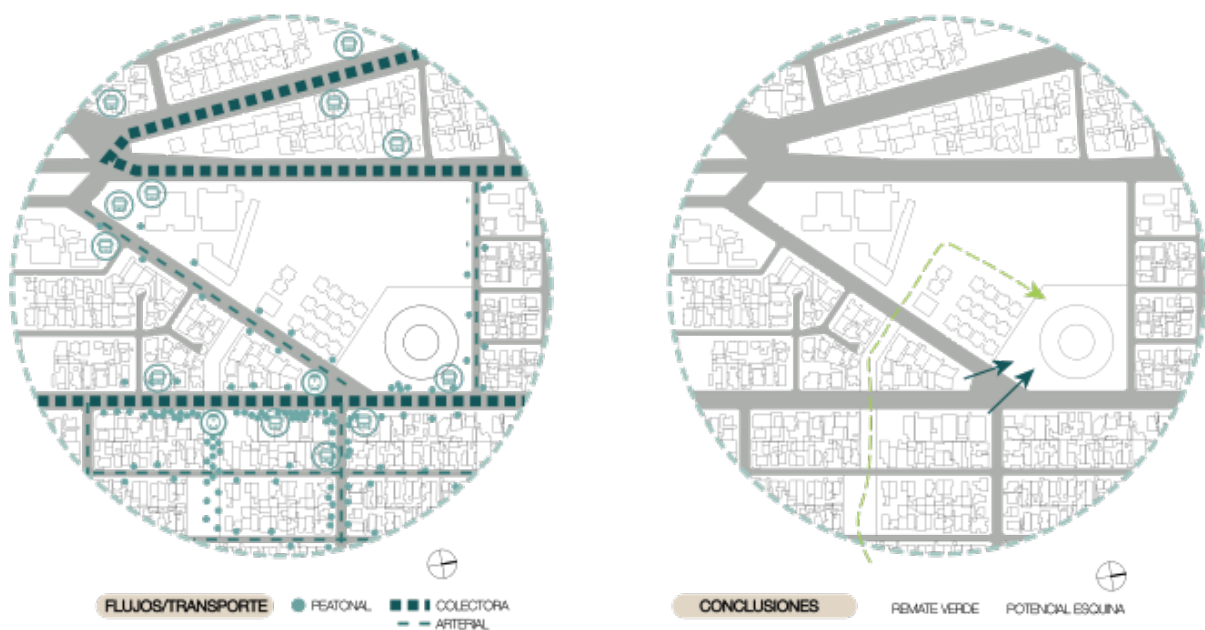 FLUJOS/TRANSPORTE
PEATONAL
COLECTORA
ARTERIAL
CONCLUSIONES
REMATE VERDE
POTENCIAL ESQUINA